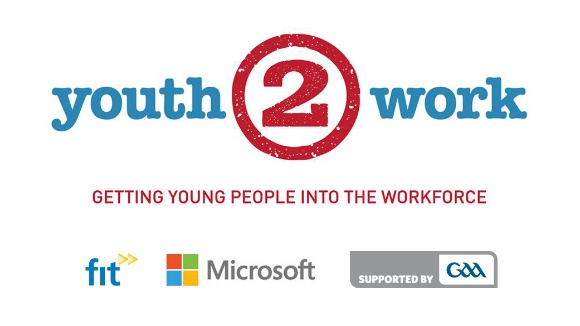 youth 2 work
GETTING YOUNG PEOPLE INTO THE WORKFORCE
fit Microsoft SUPPORTED BY GAA